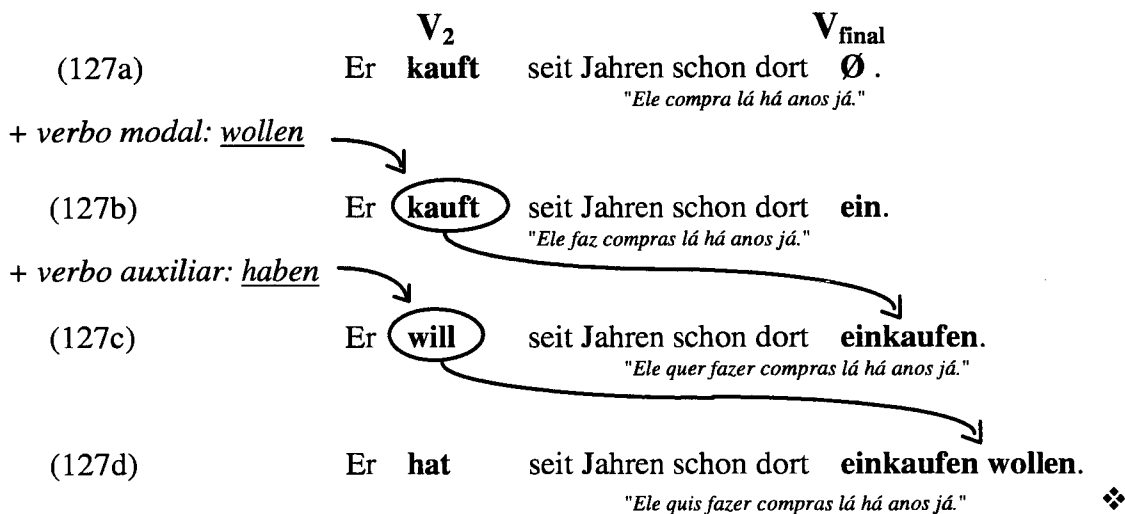 V2 Vfinal
(127a) Er kauft seit Jahren schon dort Ø .
"Ele compra lá há anos já."
+ verbo modal: wollen
(127b) Er kauft seit Jahren schon dort ein.
"Ele faz compras lá há anos já."
+ verbo auxiliar: haben
(127c) Er will seit Jahren schon dort einkaufen.
"Ele quer fazer compras lá há anos já."
(127d) Er hat seit Jahren schon dort einkaufen wollen.
"Ele quis fazer compras lá há anos já." ❖